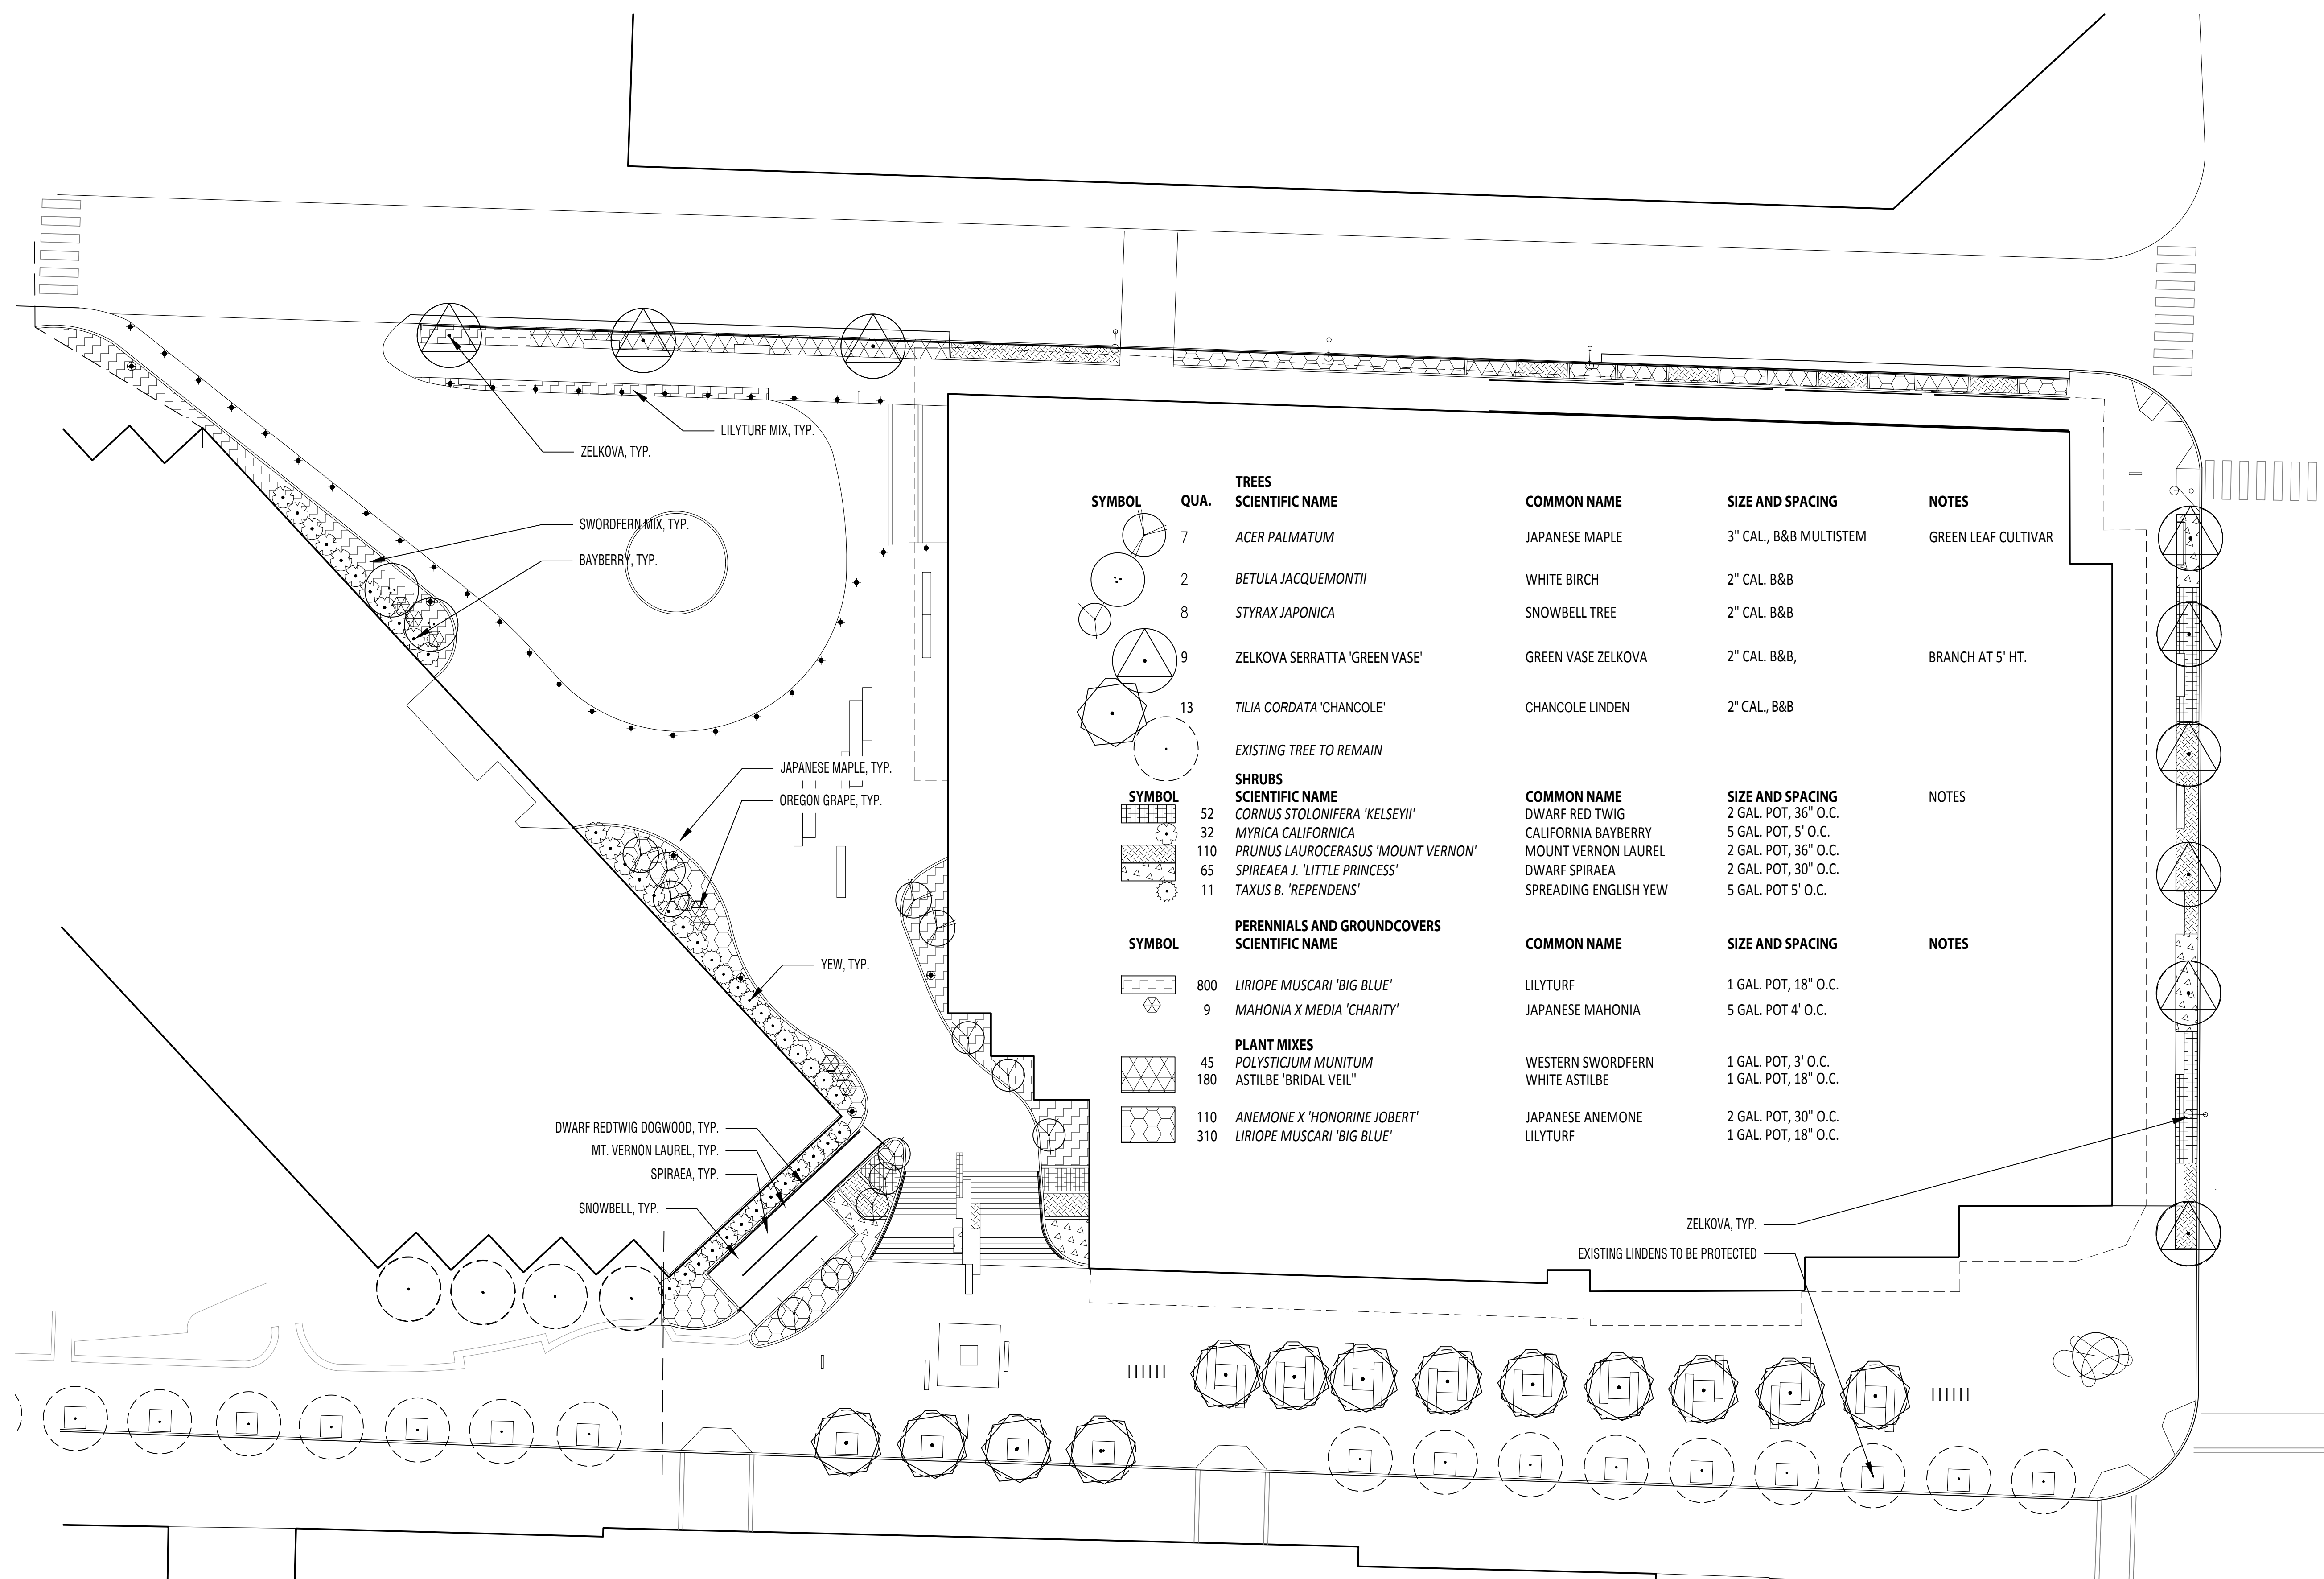 LILYTURF MIX, TYP.
ZELKOVA, TYP.
SWORDFERN MIX, TYP.
BAYBERRY, TYP.
JAPANESE MAPLE, TYP.
OREGON GRAPE, TYP.
YEW, TYP.
DWARF REDTWIG DOGWOOD, TYP.
MT. VERNON LAUREL, TYP.
SPIRAEA, TYP.
SNOWBELL, TYP.
TREES
SYMBOL QUA. SCIENTIFIC NAME COMMON NAME SIZE AND SPACING NOTES
7 ACER PALMATUM JAPANESE MAPLE 3" CAL., B&B MULTISTEM GREEN LEAF CULTIVAR
2 BETULA JACQUEMONTII WHITE BIRCH 2" CAL. B&B
8 STYRAX JAPONICA SNOWBELL TREE 2" CAL. B&B
9 ZELKOVA SERRATTA 'GREEN VASE' GREEN VASE ZELKOVA 2" CAL. B&B, BRANCH AT 5' HT.
13 TILIA CORDATA 'CHANCOLE' CHANCOLE LINDEN 2" CAL., B&B
EXISTING TREE TO REMAIN
SHRUBS
SYMBOL SCIENTIFIC NAME COMMON NAME SIZE AND SPACING NOTES
52 CORNUS STOLONIFERA 'KELSEYII' DWARF RED TWIG 2 GAL. POT, 36" O.C.
32 MYRICA CALIFORNICA CALIFORNIA BAYBERRY 5 GAL. POT, 5' O.C.
110 PRUNUS LAUROCERASUS 'MOUNT VERNON' MOUNT VERNON LAUREL 2 GAL. POT, 36" O.C.
65 SPIREAEA J. 'LITTLE PRINCESS' DWARF SPIRAEA 2 GAL. POT, 30" O.C.
11 TAXUS B. 'REPENDENS' SPREADING ENGLISH YEW 5 GAL. POT 5' O.C.
PERENNIALS AND GROUNDCOVERS
SYMBOL SCIENTIFIC NAME COMMON NAME SIZE AND SPACING NOTES
800 LIRIOPE MUSCARI 'BIG BLUE' LILYTURF 1 GAL. POT, 18" O.C.
9 MAHONIA X MEDIA 'CHARITY' JAPANESE MAHONIA 5 GAL. POT 4' O.C.
PLANT MIXES
45 POLYSTICJUM MUNITUM WESTERN SWORDFERN 1 GAL. POT, 3' O.C.
180 ASTILBE 'BRIDAL VEIL" WHITE ASTILBE 1 GAL. POT, 18" O.C.
110 ANEMONE X 'HONORINE JOBERT' JAPANESE ANEMONE 2 GAL. POT, 30" O.C.
310 LIRIOPE MUSCARI 'BIG BLUE' LILYTURF 1 GAL. POT, 18" O.C.
ZELKOVA, TYP.
EXISTING LINDENS TO BE PROTECTED